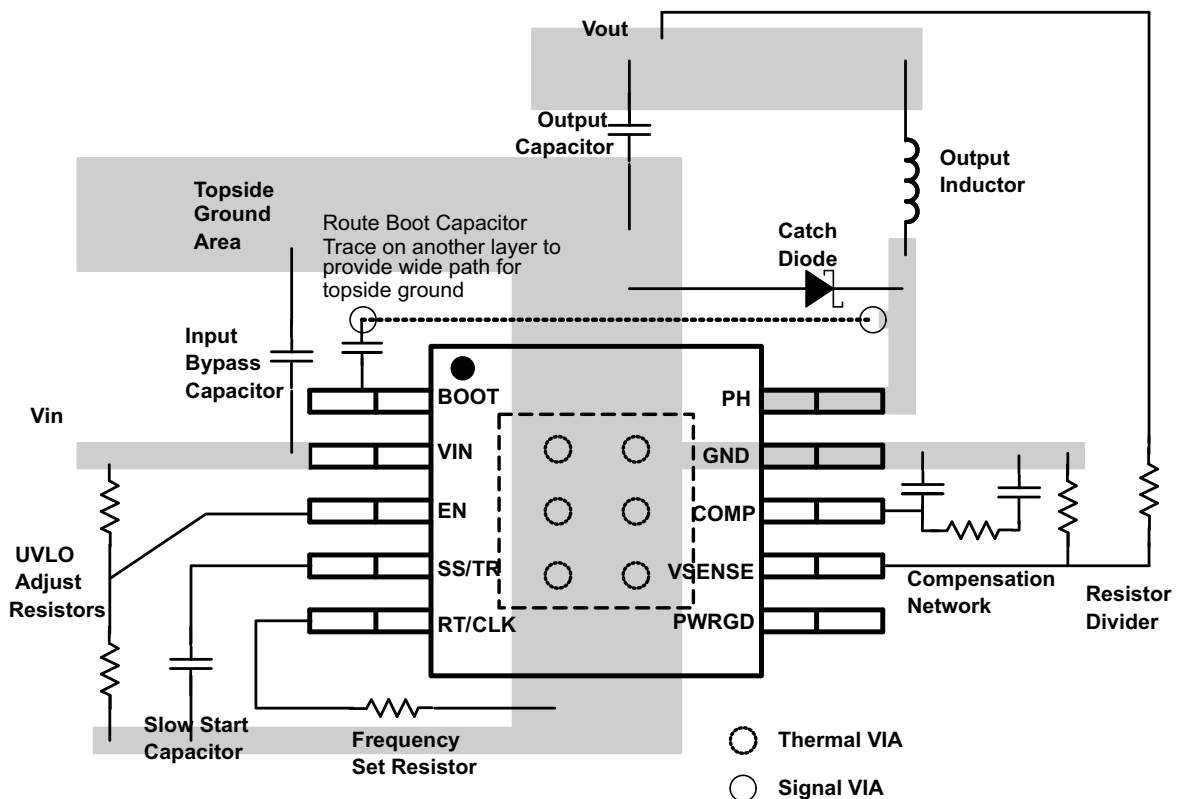 Vout
Output
Capacitor
Output
Inductor
Topside
Ground
Area
Route Boot Capacitor
Trace on another layer to
provide wide path for
topside ground
Catch
Diode
Input
Bypass
Capacitor
Vin
BOOT
VIN
EN
SS/TR
RT/CLK
PH
GND
COMP
VSENSE
PWRGD
UVLO
Adjust
Resistors
Compensation
Network
Resistor
Divider
Slow Start
Capacitor
Frequency
Set Resistor
Thermal VIA
Signal VIA